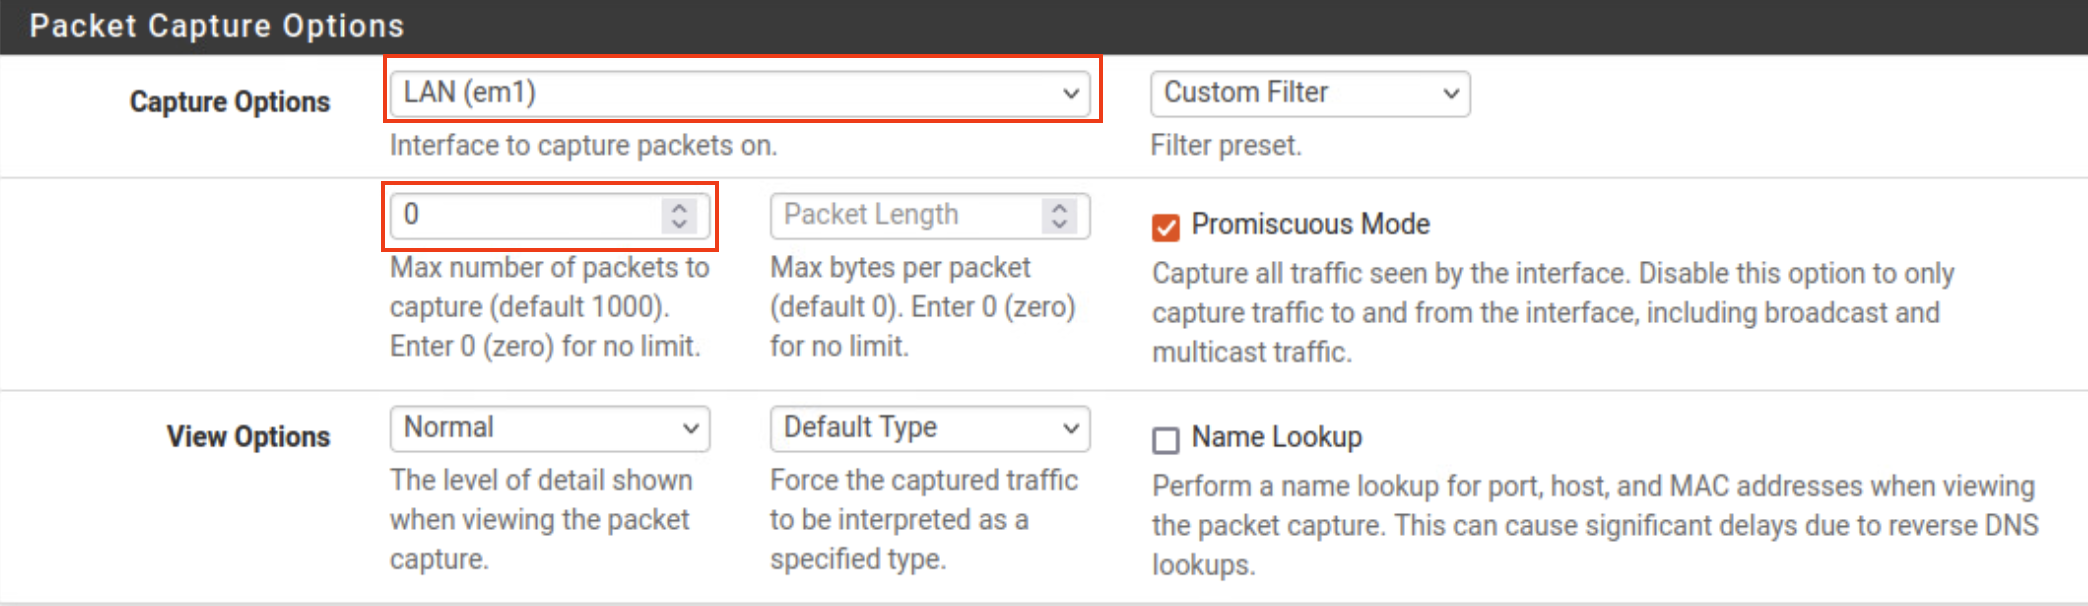 Packet Capture Options
Capture Options
LAN (em1)
Custom Filter
Interface to capture packets on.
Filter preset.
0
Packet Length
Promiscuous Mode
Max number of packets to
capture (default 1000).
Enter 0 (zero) for no limit.
Max bytes per packet
(default 0). Enter 0 (zero)
for no limit.
Capture all traffic seen by the interface. Disable this option to only
capture traffic to and from the interface, including broadcast and
multicast traffic.
View Options
Normal
Default Type
Name Lookup
The level of detail shown
when viewing the packet
capture.
Force the captured traffic
to be interpreted as a
specified type.
Perform a name lookup for port, host, and MAC addresses when viewing
the packet capture. This can cause significant delays due to reverse DNS
lookups.